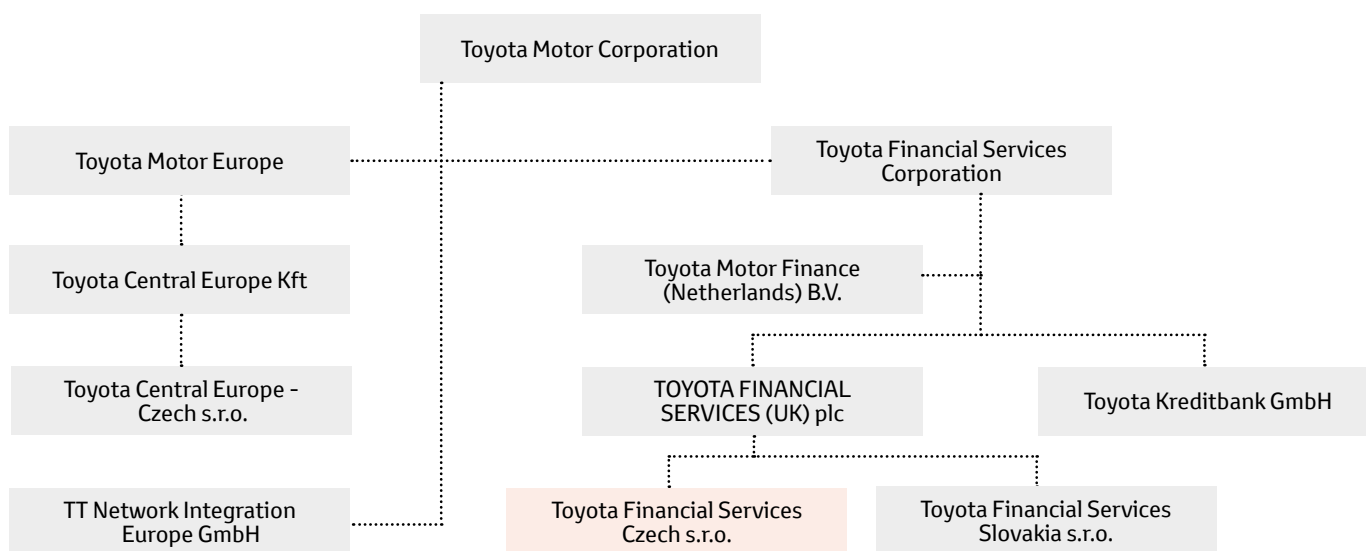 Toyota Motor Corporation
Toyota Motor Europe
Toyota Financial Services
Corporation
Toyota Central Europe Kft
Toyota Motor Finance
(Netherlands) B.V.
Toyota Central Europe -
Czech s.r.o.
TOYOTA FINANCIAL
SERVICES (UK) plc
Toyota Kreditbank GmbH
TT Network Integration
Europe GmbH
Toyota Financial Services
Czech s.r.o.
Toyota Financial Services
Slovakia s.r.o.